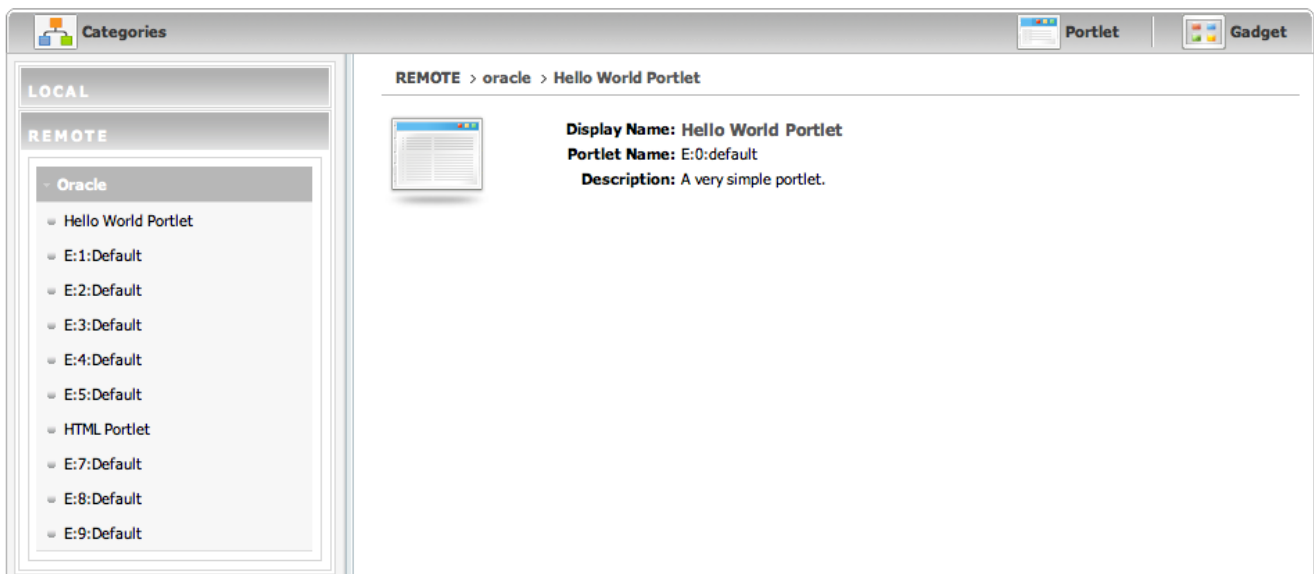 Categories
Portlet
Gadget
LOCAL
REMOTE
Oracle
Hello World Portlet
E:1:Default
E:2:Default
E:3:Default
E:4:Default
E:5:Default
HTML Portlet
E:7:Default
E:8:Default
E:9:Default
REMOTE > oracle > Hello World Portlet
Display Name: Hello World Portlet
Portlet Name: E:0:default
Description: A very simple portlet.